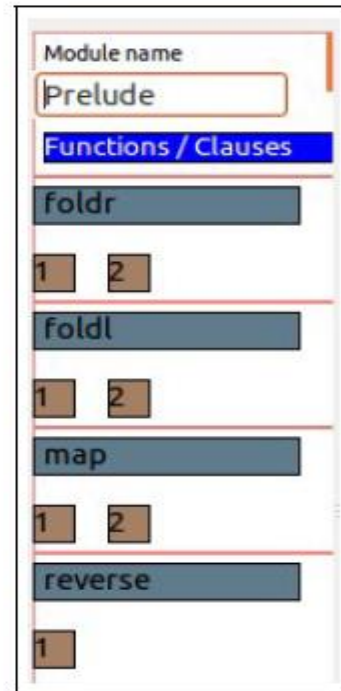 Module name
Prelude
Functions / Clauses
foldr
1 2
foldl
1 2
map
1 2
reverse
1